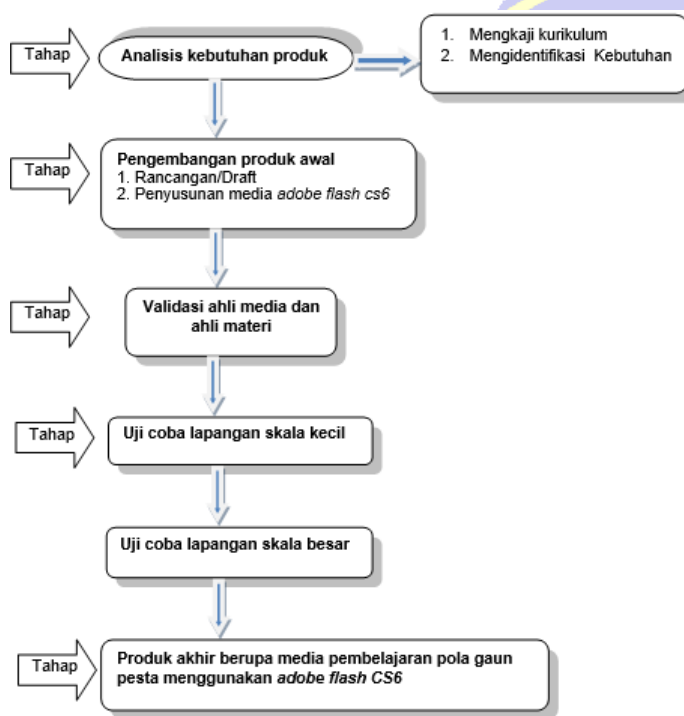 Tahap
Analisis kebutuhan produk
1. Mengkaji kurikulum
2. Mengidentifikasi Kebutuhan
Tahap
Pengembangan produk awal
1. Rancangan/Draft
2. Penyusunan media adobe flash cs6
Tahap
Validasi ahli media dan
ahli materi
Tahap
Uji coba lapangan skala kecil
Uji coba lapangan skala besar
Tahap
Produk akhir berupa media pembelajaran pola gaun
pesta menggunakan adobe flash CS6